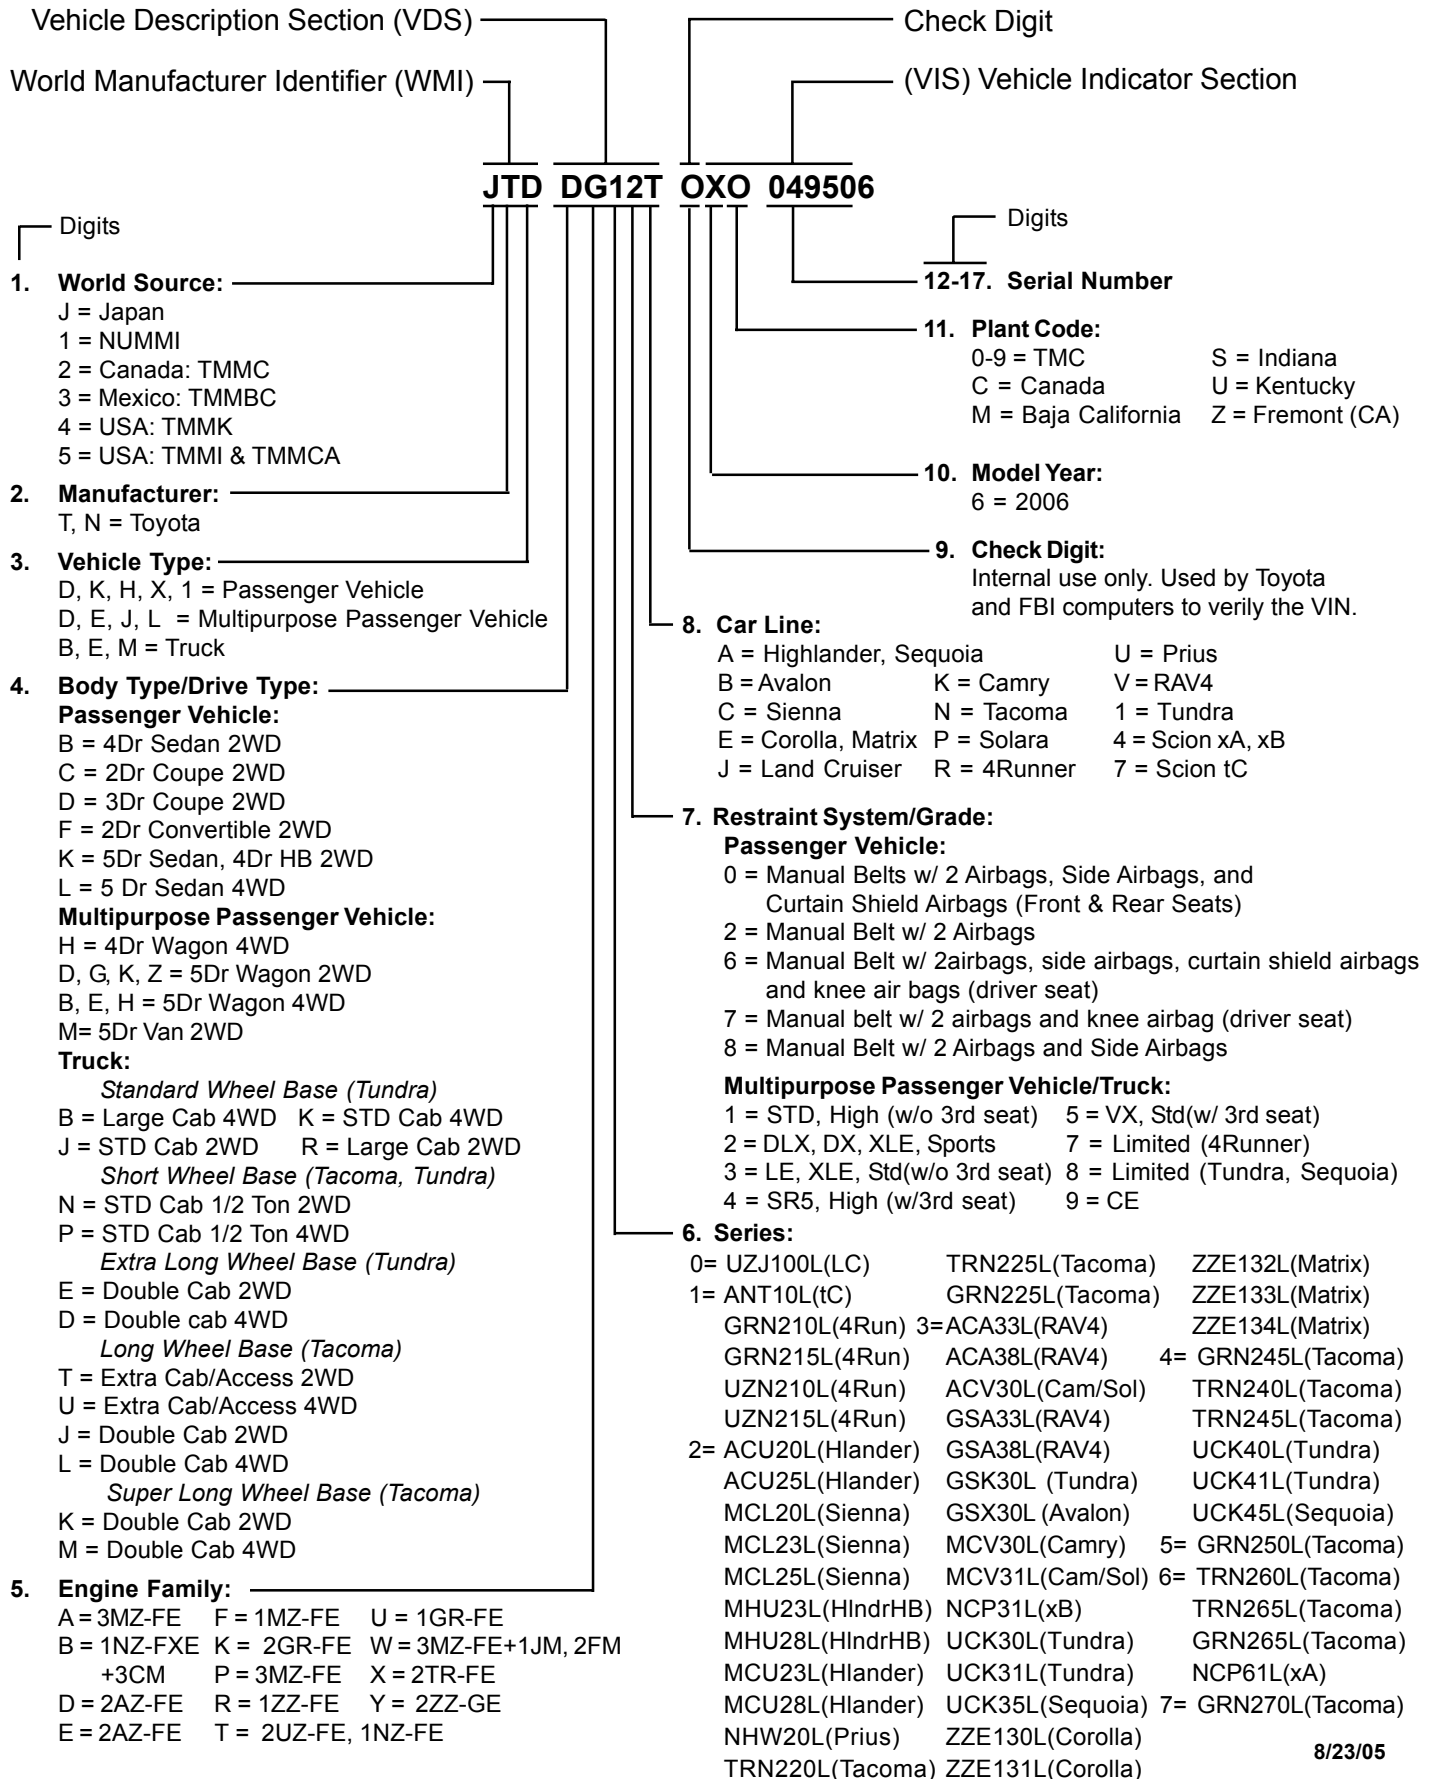 Vehicle Description Section (VDS)
Check Digit
World Manufacturer Identifier (WMI)
(VIS) Vehicle Indicator Section
JTD DG12T OXO 049506
Digits
1. World Source:
J = Japan
1 = NUMMI
2 = Canada: TMMC
3 = Mexico: TMMBC
4 = USA: TMMK
5 = USA: TMMI & TMMCA
2. Manufacturer:
T, N = Toyota
3. Vehicle Type:
D, K, H, X, 1 = Passenger Vehicle
D, E, J, L = Multipurpose Passenger Vehicle
B, E, M = Truck
4. Body Type/Drive Type:
Passenger Vehicle:
B = 4Dr Sedan 2WD
C = 2Dr Coupe 2WD
D = 3Dr Coupe 2WD
F = 2Dr Convertible 2WD
K = 5Dr Sedan, 4Dr HB 2WD
L = 5 Dr Sedan 4WD
Multipurpose Passenger Vehicle:
H = 4Dr Wagon 4WD
D, G, K, Z = 5Dr Wagon 2WD
B, E, H = 5Dr Wagon 4WD
M= 5Dr Van 2WD
Truck:
Standard Wheel Base (Tundra)
B = Large Cab 4WD K = STD Cab 4WD
J = STD Cab 2WD R = Large Cab 2WD
Short Wheel Base (Tacoma, Tundra)
N = STD Cab 1/2 Ton 2WD
P = STD Cab 1/2 Ton 4WD
Extra Long Wheel Base (Tundra)
E = Double Cab 2WD
D = Double cab 4WD
Long Wheel Base (Tacoma)
T = Extra Cab/Access 2WD
U = Extra Cab/Access 4WD
J = Double Cab 2WD
L = Double Cab 4WD
Super Long Wheel Base (Tacoma)
K = Double Cab 2WD
M = Double Cab 4WD
5. Engine Family:
A = 3MZ-FE F = 1MZ-FE U = 1GR-FE
B = 1NZ-FXE K = 2GR-FE W = 3MZ-FE+1JM, 2FM
+3CM P = 3MZ-FE X = 2TR-FE
D = 2AZ-FE R = 1ZZ-FE Y = 2ZZ-GE
E = 2AZ-FE T = 2UZ-FE, 1NZ-FE
Digits
12-17. Serial Number
11. Plant Code:
0-9 = TMC S = Indiana
C = Canada U = Kentucky
M = Baja California Z = Fremont (CA)
10. Model Year:
6 = 2006
9. Check Digit:
Internal use only. Used by Toyota
and FBI computers to verily the VIN.
8. Car Line:
A = Highlander, Sequoia U = Prius
B = Avalon K = Camry V = RAV4
C = Sienna N = Tacoma 1 = Tundra
E = Corolla, Matrix P = Solara 4 = Scion xA, xB
J = Land Cruiser R = 4Runner 7 = Scion tC
7. Restraint System/Grade:
Passenger Vehicle:
0 = Manual Belts w/ 2 Airbags, Side Airbags, and
Curtain Shield Airbags (Front & Rear Seats)
2 = Manual Belt w/ 2 Airbags
6 = Manual Belt w/ 2airbags, side airbags, curtain shield airbags
and knee air bags (driver seat)
7 = Manual belt w/ 2 airbags and knee airbag (driver seat)
8 = Manual Belt w/ 2 Airbags and Side Airbags
Multipurpose Passenger Vehicle/Truck:
1 = STD, High (w/o 3rd seat) 5 = VX, Std(w/ 3rd seat)
2 = DLX, DX, XLE, Sports 7 = Limited (4Runner)
3 = LE, XLE, Std(w/o 3rd seat) 8 = Limited (Tundra, Sequoia)
4 = SR5, High (w/3rd seat) 9 = CE
6. Series:
0= UZJ100L(LC) TRN225L(Tacoma) ZZE132L(Matrix)
1= ANT10L(tC) GRN225L(Tacoma) ZZE133L(Matrix)
GRN210L(4Run) 3=ACA33L(RAV4) ZZE134L(Matrix)
GRN215L(4Run) ACA38L(RAV4) 4= GRN245L(Tacoma)
UZN210L(4Run) ACV30L(Cam/Sol) TRN240L(Tacoma)
UZN215L(4Run) GSA33L(RAV4) TRN245L(Tacoma)
2= ACU20L(Hlander) GSA38L(RAV4) UCK40L(Tundra)
ACU25L(Hlander) GSK30L (Tundra) UCK41L(Tundra)
MCL20L(Sienna) GSX30L (Avalon) UCK45L(Sequoia)
MCL23L(Sienna) MCV30L(Camry) 5= GRN250L(Tacoma)
MCL25L(Sienna) MCV31L(Cam/Sol) 6= TRN260L(Tacoma)
MHU23L(HlndrHB) NCP31L(xB) TRN265L(Tacoma)
MHU28L(HlndrHB) UCK30L(Tundra) GRN265L(Tacoma)
MCU23L(Hlander) UCK31L(Tundra) NCP61L(xA)
MCU28L(Hlander) UCK35L(Sequoia) 7= GRN270L(Tacoma)
NHW20L(Prius) ZZE130L(Corolla)
TRN220L(Tacoma) ZZE131L(Corolla)
8/23/05